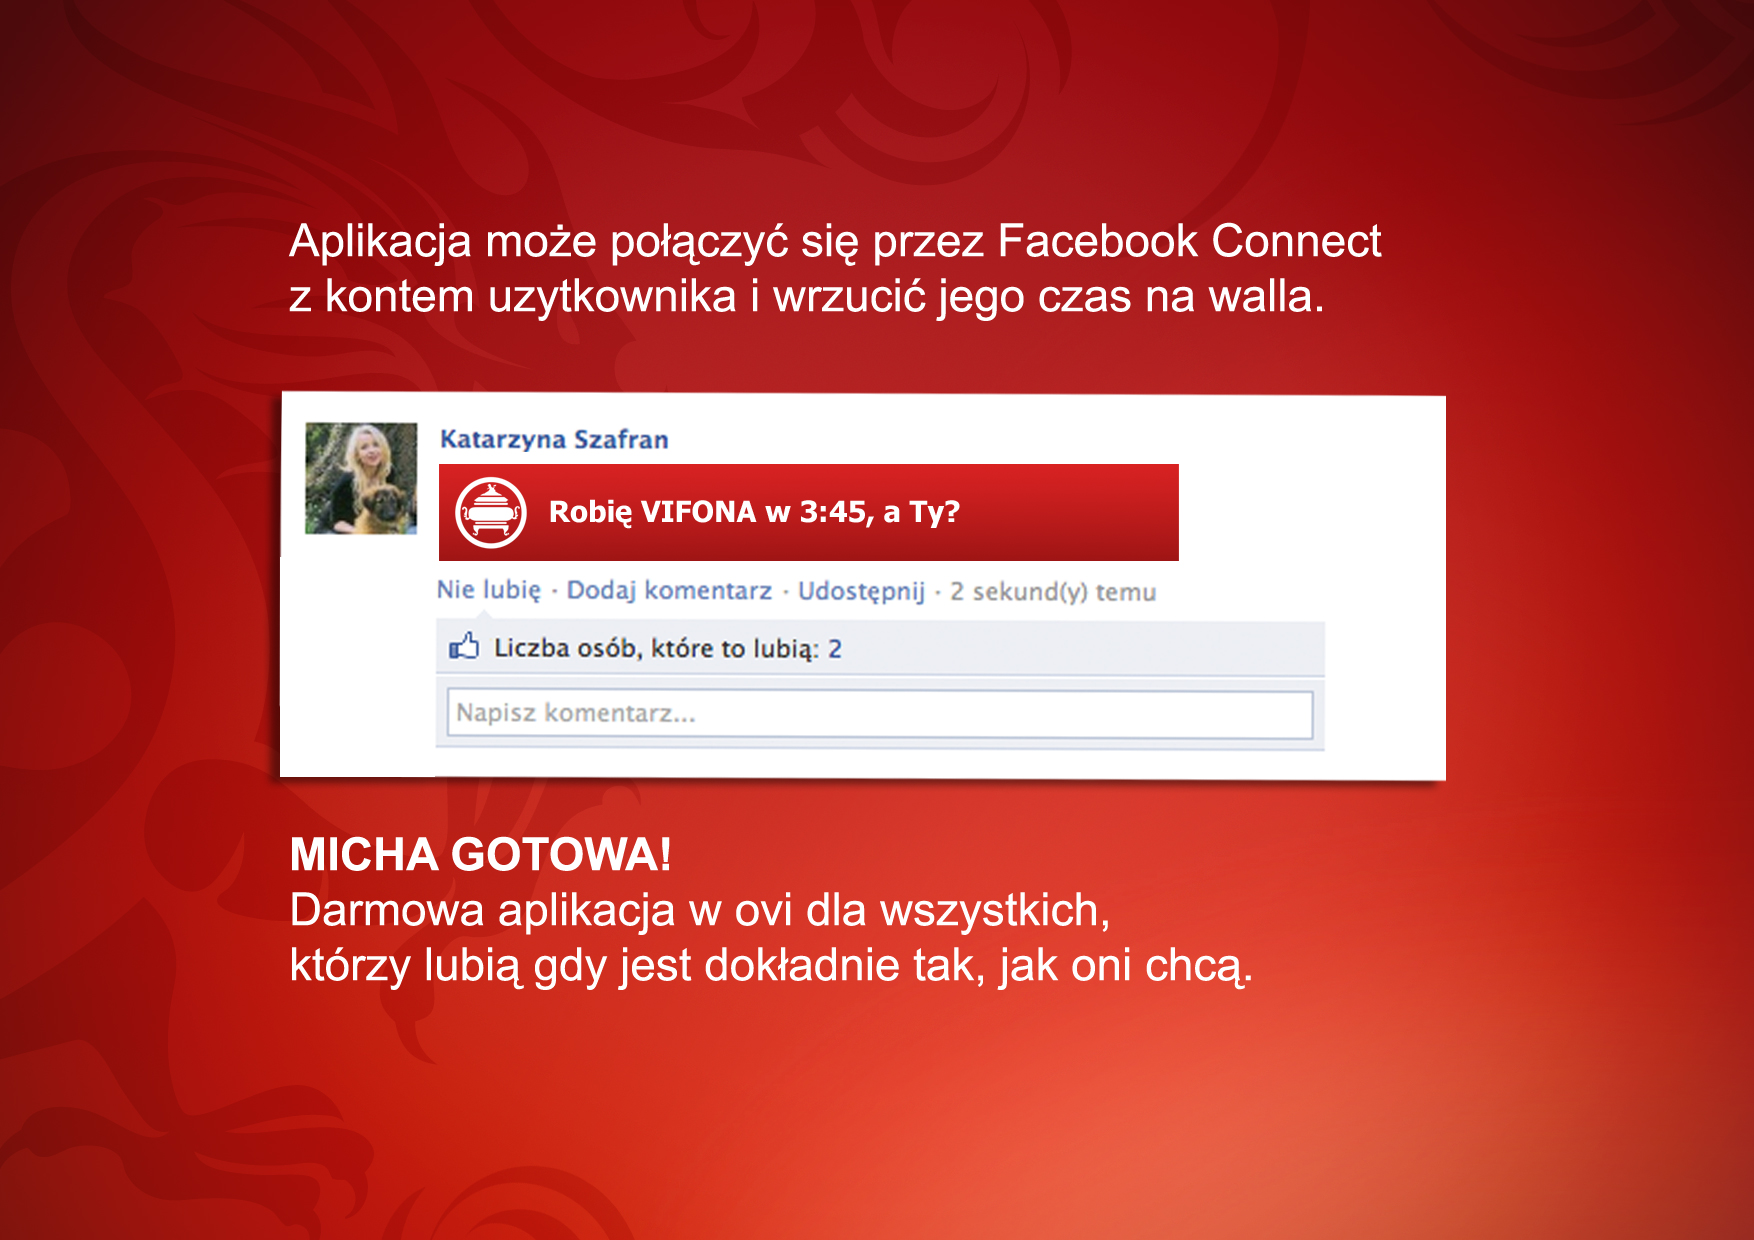 Aplikacja może połączyć się przez Facebook Connect
z kontem uzytkownika i wrzucić jego czas na walla.
Katarzyna Szafran
Robię VIFONA w 3:45, a Ty?
Nie lubię · Dodaj komentarz · Udostępnij · 2 sekund(y) temu
Liczba osób, które to lubią: 2
Napisz komentarz...
MICHA GOTOWA!
Darmowa aplikacja w ovi dla wszystkich,
którzy lubią gdy jest dokładnie tak, jak oni chcą.